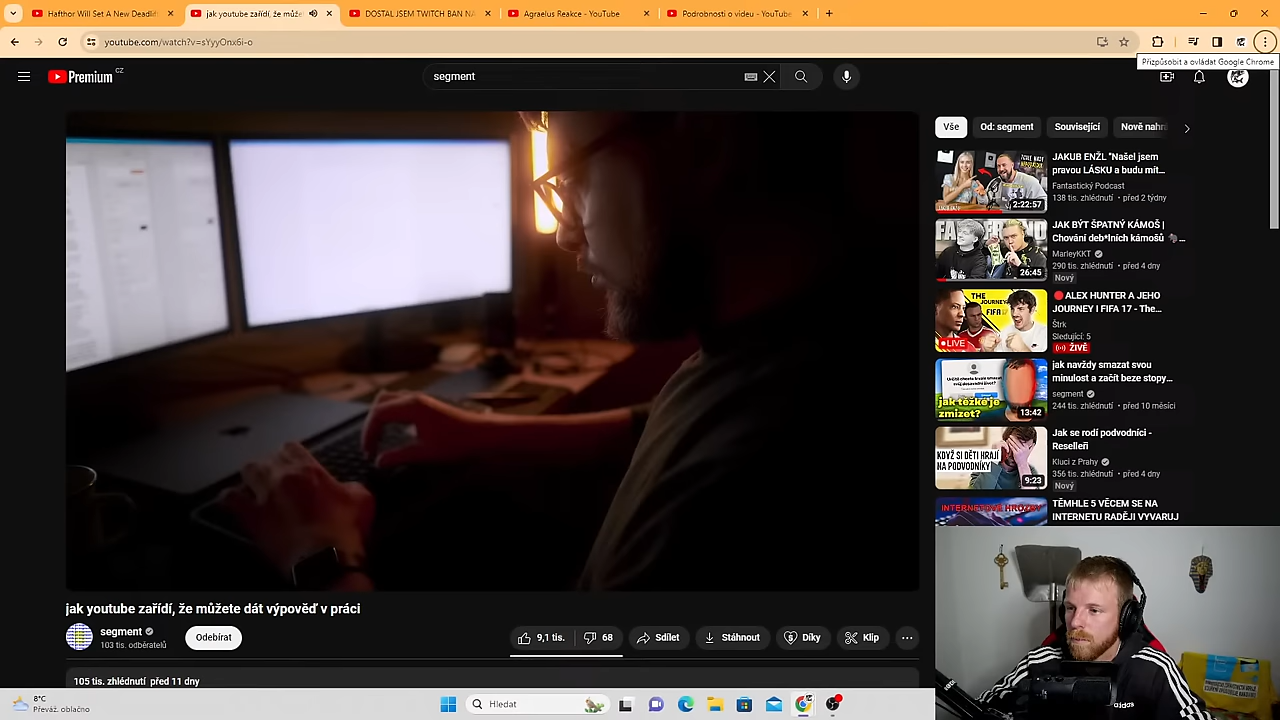 Hafthor Will Set A New Deadli
jak youtube zařídí, že může
DOSTAL JSEM TWITCH BAN NA
Agraelus Reakce - YouTube
Podrobnosti o videu - YouTube
youtube.com/watch?v=sYyyOnx6i-o
Přizpůsobit a ovládat Google Chrome
Premium CZ
segment
Vše
Od: segment
Související
Nově nahrá
JAKUB ENŽL "Našel jsem
pravou LÁSKU a budu mít...
Fantastický Podcast
138 tis. zhlédnutí • před 2 týdny
2:22:57
JAK BÝT ŠPATNÝ KÁMOŠ |
Chování deb*lních kámošů
MarleyKKT
290 tis. zhlédnutí • před 4 dny
Nový
26:45
THE
JOURNEY
FIFA 17
LIVE
ALEX HUNTER A JEHO
JOURNEY I FIFA 17 - The...
Štrk
Sledující: 5
ŽIVĚ
jak těžké je
zmizet?
13:42
jak navždy smazat svou
minulost a začít beze stopy...
segment
244 tis. zhlédnutí • před 10 měsíci
KDYŽ SI DĚTI HRAJÍ
NA PODVODNÍKY
9:23
Jak se rodí podvodníci -
Reselleři
Kluci z Prahy
356 tis. zhlédnutí • před 4 dny
Nový
INTERNETOVÉ HROZBY
TĚMHLE 5 VĚCEM SE NA
INTERNETU RADĚJI VYVARUJ
jak youtube zařídí, že můžete dát výpověď v práci
segment
103 tis. odběratelů
Odebírat
9,1 tis.
68
Sdílet
Stáhnout
Díky
Klip
105 tis. zhlédnutí před 11 dny
adidas
8°C
Převáž. oblačno
Hledat